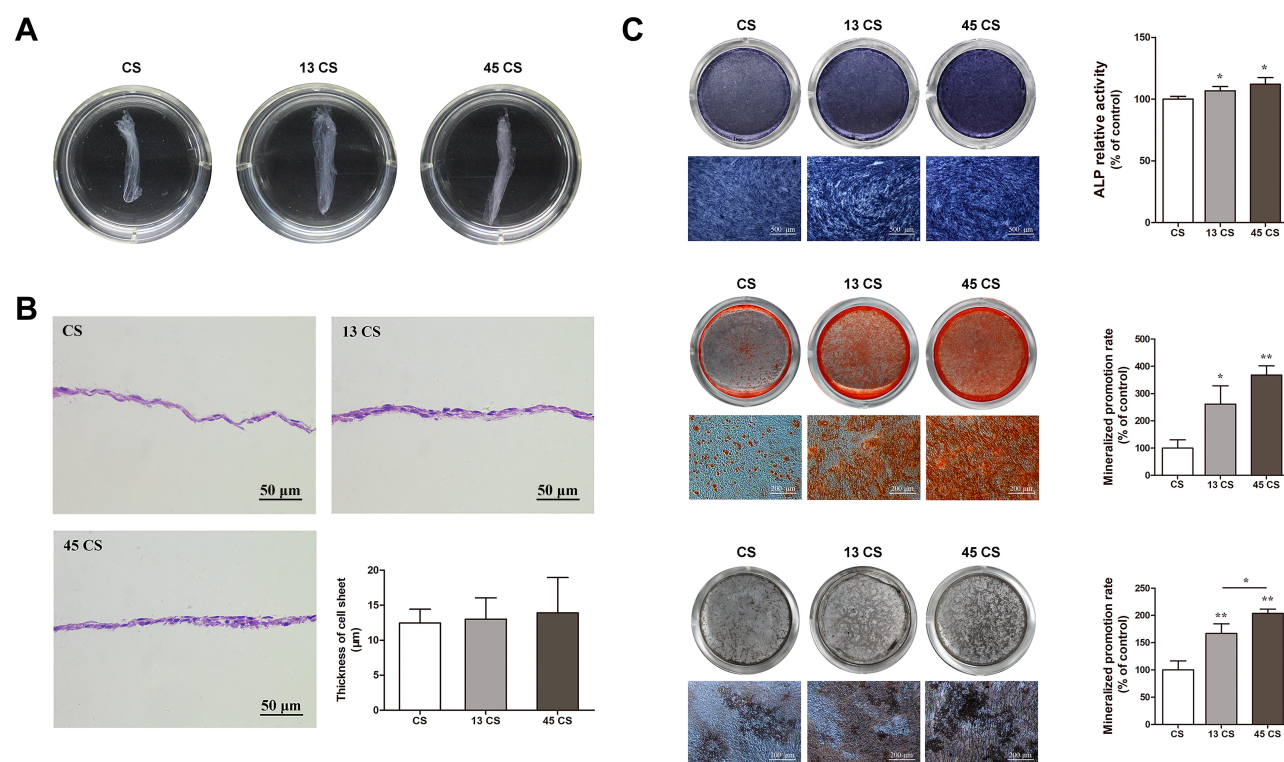 A
CS
13 CS
45 CS
B
CS
50 µm
13 CS
50 µm
45 CS
50 µm
Thickness of cell sheet
(µm)
20
15
10
5
0
CS
13 CS
45 CS
C
CS
13 CS
45 CS
500 µm
500 µm
500 µm
ALP relative activity
(% of control)
150
100
50
0
*
*
CS
13 CS
45 CS
CS
13 CS
45 CS
200 µm
200 µm
200 µm
Mineralized promotion rate
(% of control)
500
400
300
200
100
0
*
**
CS
13 CS
45 CS
CS
13 CS
45 CS
200 µm
200 µm
200 µm
Mineralized promotion rate
(% of control)
250
200
150
100
50
0
*
**
**
CS
13 CS
45 CS